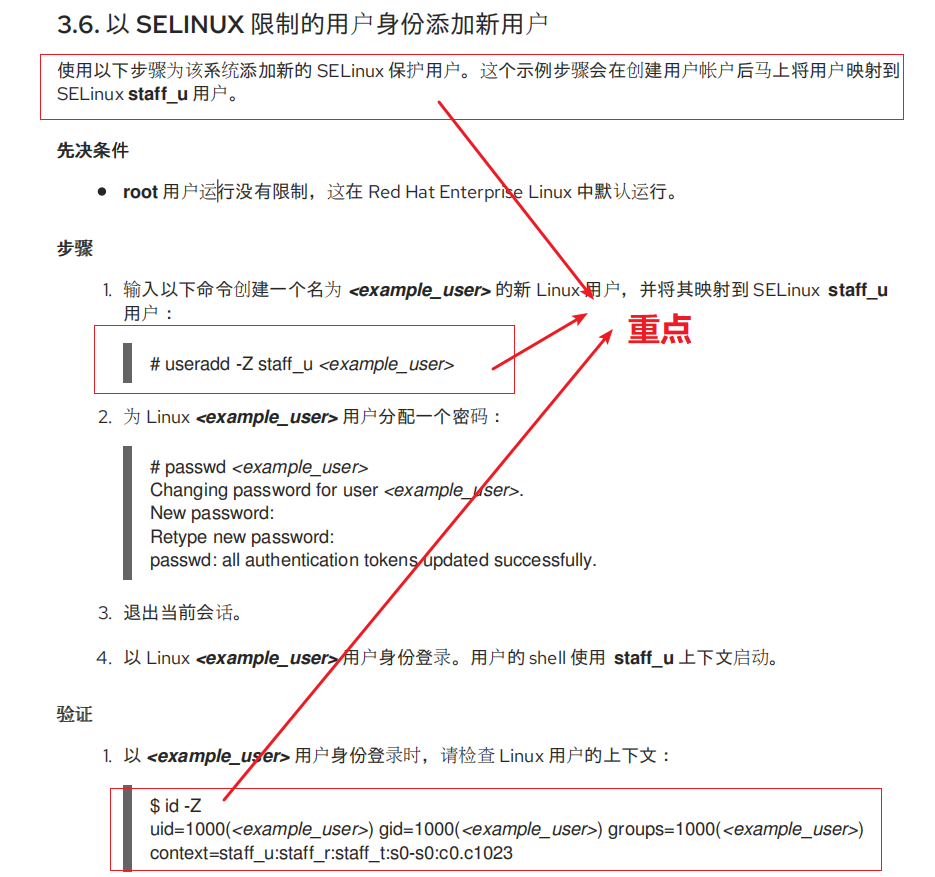 3.6. 以 SELINUX 限制的用户身份添加新用户
使用以下步骤为该系统添加新的 SELinux 保护用户。这个示例步骤会在创建用户帐户后马上将用户映射到
SELinux staff_u 用户。
先决条件
● root 用户运行没有限制，这在 Red Hat Enterprise Linux 中默认运行。
步骤
1. 输入以下命令创建一个名为 <example_user> 的新 Linux 用户，并将其映射到 SELinux staff_u
用户：
重点
# useradd -Z staff_u <example_user>
2. 为 Linux <example_user> 用户分配一个密码：
# passwd <example_user>
Changing password for user <example_user>.
New password:
Retype new password:
passwd: all authentication tokens updated successfully.
3. 退出当前会话。
4. 以 Linux <example_user> 用户身份登录。用户的 shell 使用 staff_u 上下文启动。
验证
1. 以 <example_user> 用户身份登录时，请检查 Linux 用户的上下文：
$ id -Z
uid=1000(<example_user>) gid=1000(<example_user>) groups=1000(<example_user>)
context=staff_u:staff_r:staff_t:s0-s0:c0.c1023